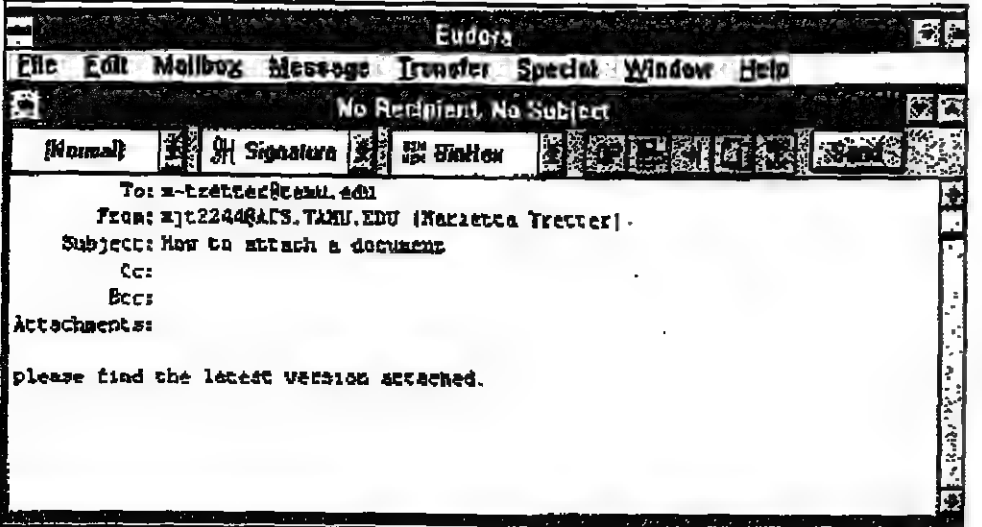 Eudora
File Edit Mailbox Message Transfer Special Window Help
No Recipient, No Subject
(Normal) Signature BinHex Send
To: m-tretter@tamu.edu
From: mjt2244@ACS.TAMU.EDU (Marietta Tretter)
Subject: How to attach a document
Cc:
Bcc:
Attachments:
please find the latest version attached.